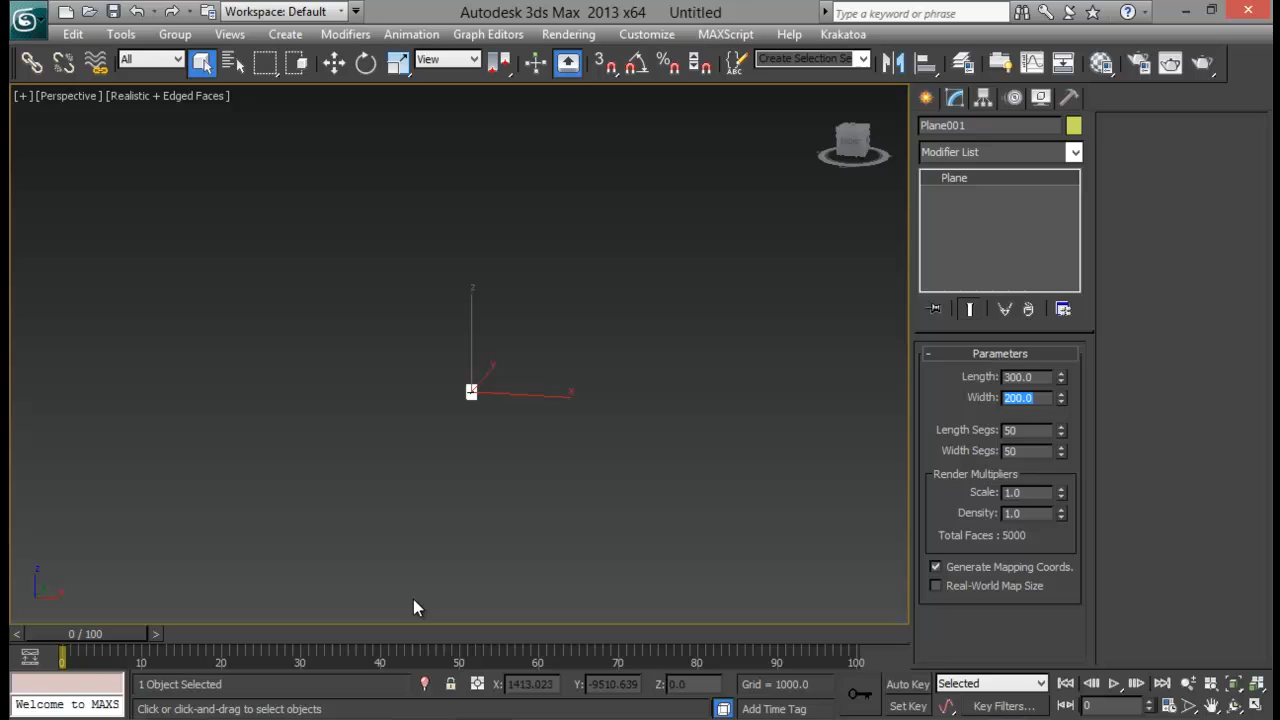 Workspace: Default
Autodesk 3ds Max 2013 x64 Untitled
Type a keyword or phrase
Edit Tools Group Views Create Modifiers Animation Graph Editors Rendering Customize MAXScript Help Krakatoa
All
View
3
Create Selection Se
[+] [Perspective] [Realistic + Edged Faces]
Plane001
Modifier List
Plane
z
y
x
Parameters
Length: 300.0
Width: 200.0
Length Segs: 50
Width Segs: 50
Render Multipliers
Scale: 1.0
Density: 1.0
Total Faces : 5000
Generate Mapping Coords.
Real-World Map Size
z
x
< 0 / 100 >
0 10 20 30 40 50 60 70 80 90 100
1 Object Selected
X: 1413.023 Y: -9510.639 Z: 0.0
Grid = 1000.0
Auto Key
Selected
Welcome to MAXS
Click or click-and-drag to select objects
Add Time Tag
Set Key
Key Filters...
0